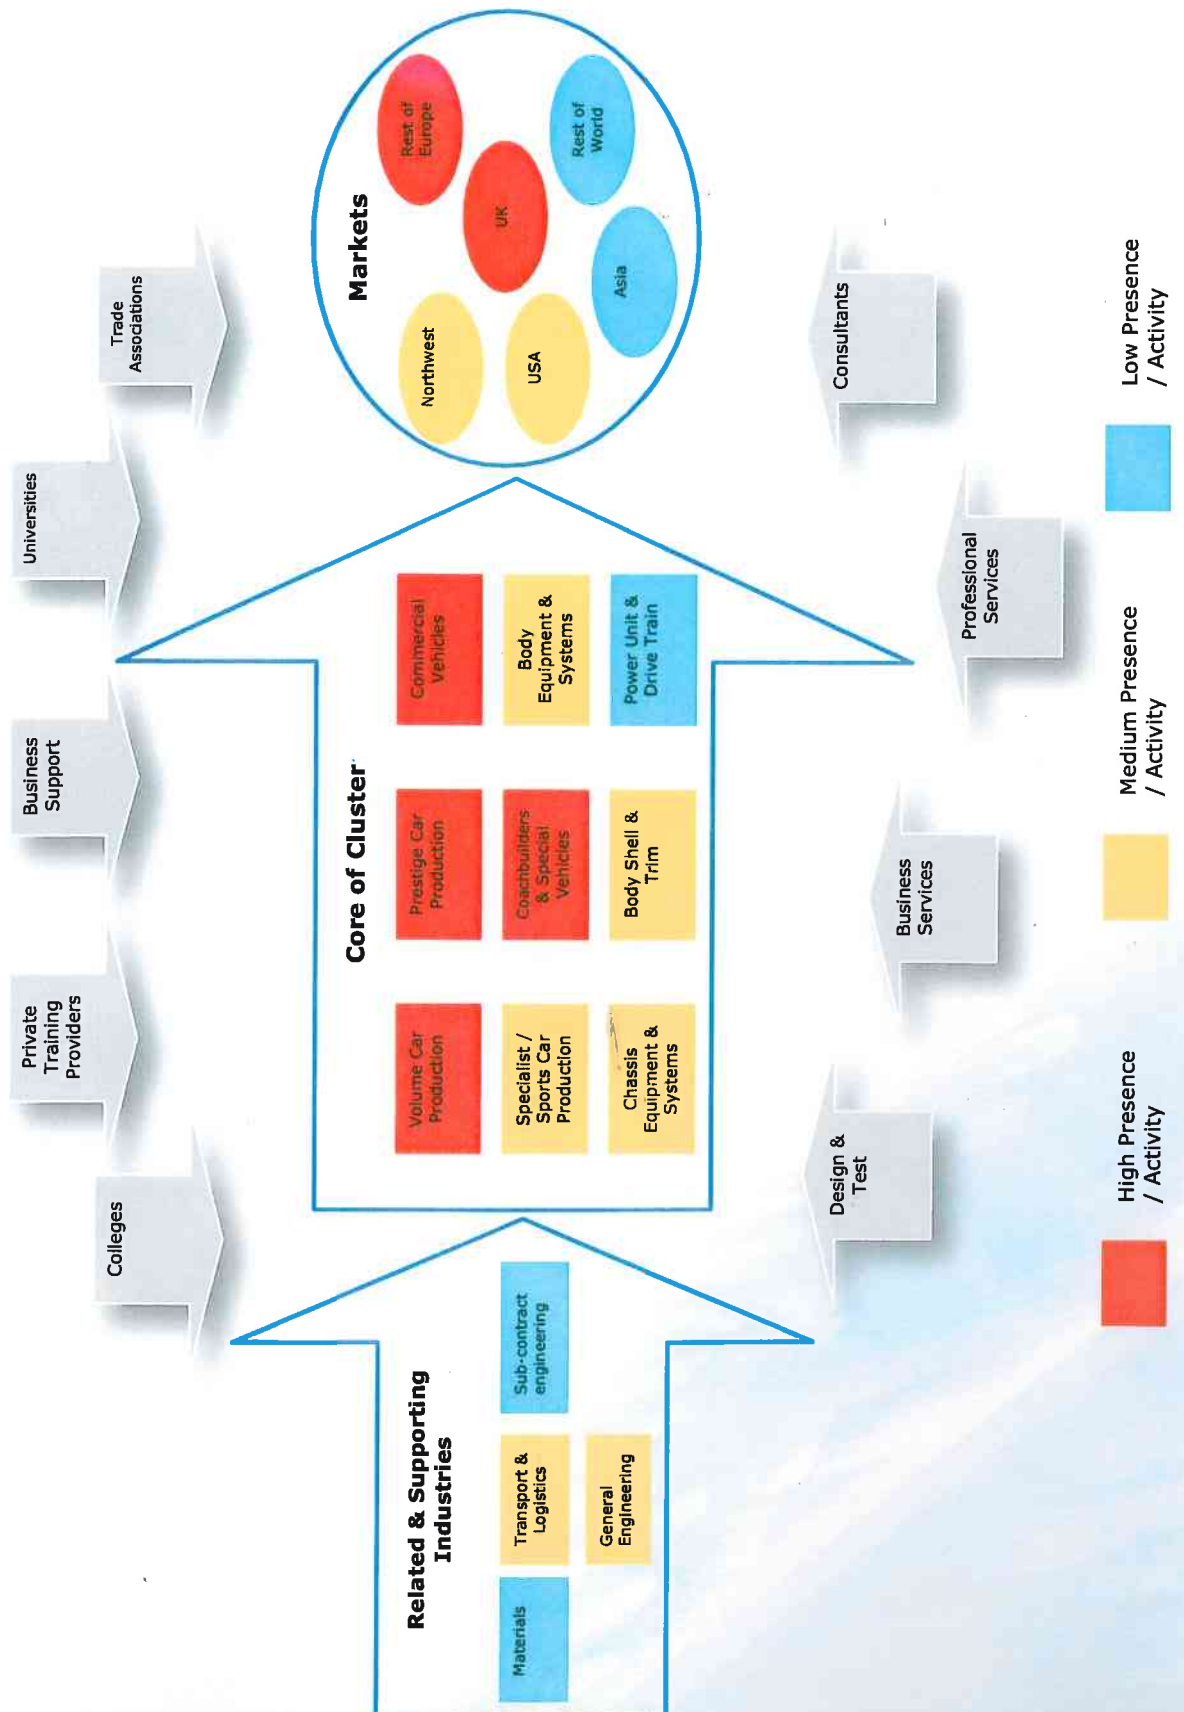 Colleges
Private
Training
Providers
Business
Support
Universities
Trade
Associations
Related & Supporting
Industries
Materials
Transport &
Logistics
Sub-contract
engineering
General
Engineering
Core of Cluster
Volume Car
Production
Prestige Car
Production
Commercial
Vehicles
Specialist /
Sports Car
Production
Coachbuilders
& Special
Vehicles
Body
Equipment &
Systems
Chassis
Equipment &
Systems
Body Shell &
Trim
Power Unit &
Drive Train
Markets
Northwest
Rest of
Europe
UK
USA
Asia
Rest of
World
Design &
Test
Business
Services
Professional
Services
Consultants
High Presence
/ Activity
Medium Presence
/ Activity
Low Presence
/ Activity